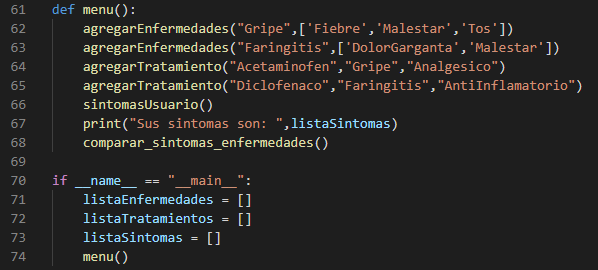 61 def menu():
62     agregarEnfermedades("Gripe",['Fiebre','Malestar','Tos'])
63     agregarEnfermedades("Faringitis",['DolorGarganta','Malestar'])
64     agregarTratamiento("Acetaminofen","Gripe","Analgesico")
65     agregarTratamiento("Diclofenaco","Faringitis","AntiInflamatorio")
66     sintomasUsuario()
67     print("Sus sintomas son: ",listaSintomas)
68     comparar_sintomas_enfermedades()
69
70 if __name__ == "__main__":
71     listaEnfermedades = []
72     listaTratamientos = []
73     listaSintomas = []
74     menu()